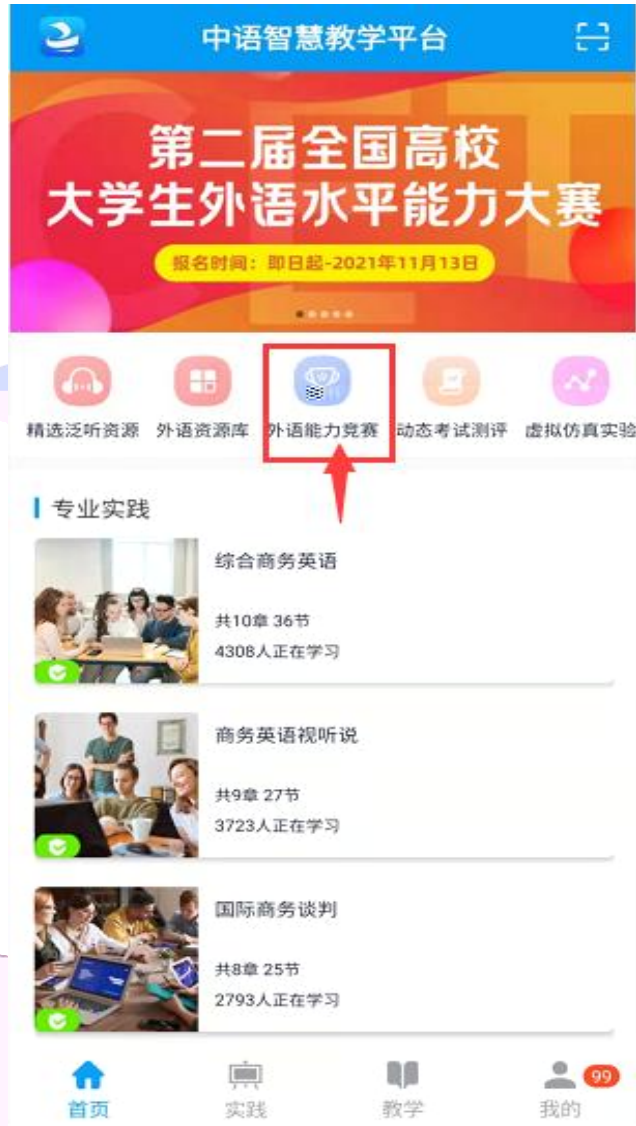 中语智慧教学平台
第二届全国高校
大学生外语水平能力大赛
报名时间：即日起-2021年11月13日
精选泛听资源 外语资源库 外语能力竞赛 动态考试测评 虚拟仿真实验
专业实践
综合商务英语
共10章 36节
4308人正在学习
商务英语视听说
共9章 27节
3723人正在学习
国际商务谈判
共8章 25节
2793人正在学习
99
首页 实践 教学 我的